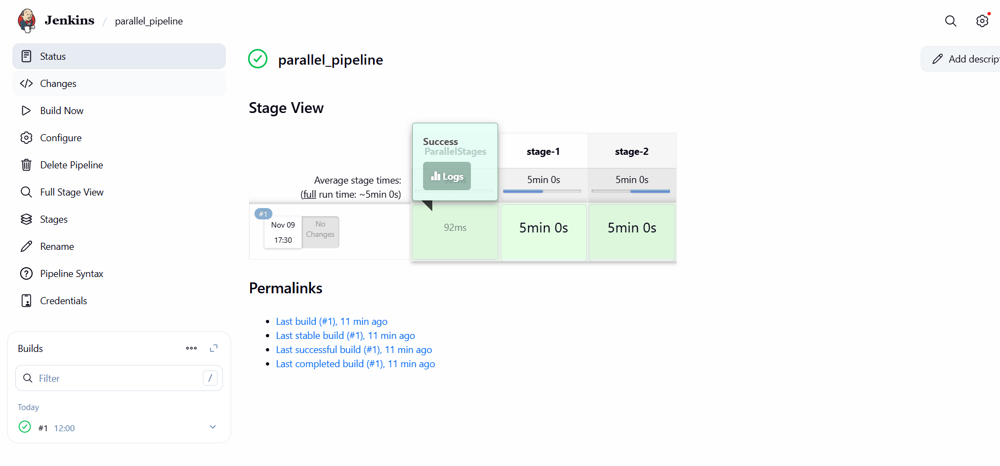 Jenkins / parallel_pipeline
Status
Changes
Build Now
Configure
Delete Pipeline
Full Stage View
Stages
Rename
Pipeline Syntax
Credentials
Builds
Filter /
Today
#1 12:00
parallel_pipeline
Add descrip
Stage View
Success
ParallelStages
Logs
92ms
stage-1
stage-2
Average stage times:
(full run time: ~5min 0s)
5min 0s
5min 0s
#1
Nov 09
17:30
No
Changes
92ms
5min 0s
5min 0s
Permalinks
Last build (#1), 11 min ago
Last stable build (#1), 11 min ago
Last successful build (#1), 11 min ago
Last completed build (#1), 11 min ago